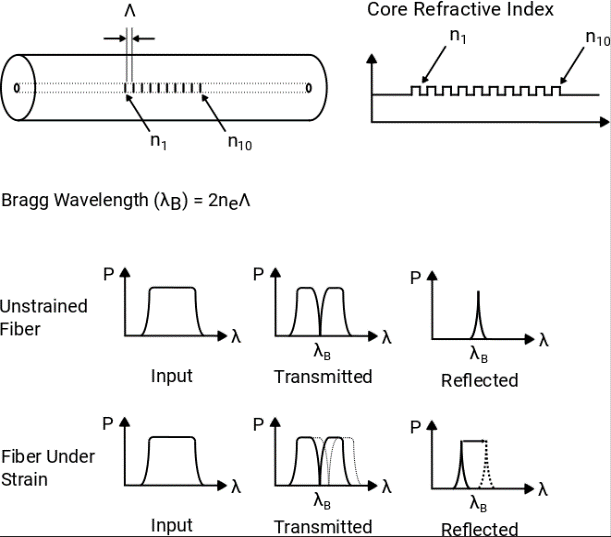 Λ
Core Refractive Index
n1
n10
n1
n10
Bragg Wavelength (λB) = 2neΛ
Unstrained
Fiber
P
λ
Input
P
λ
λB
Transmitted
P
λ
λB
Reflected
Fiber Under
Strain
P
λ
Input
P
λ
λB
Transmitted
P
λ
λB
Reflected